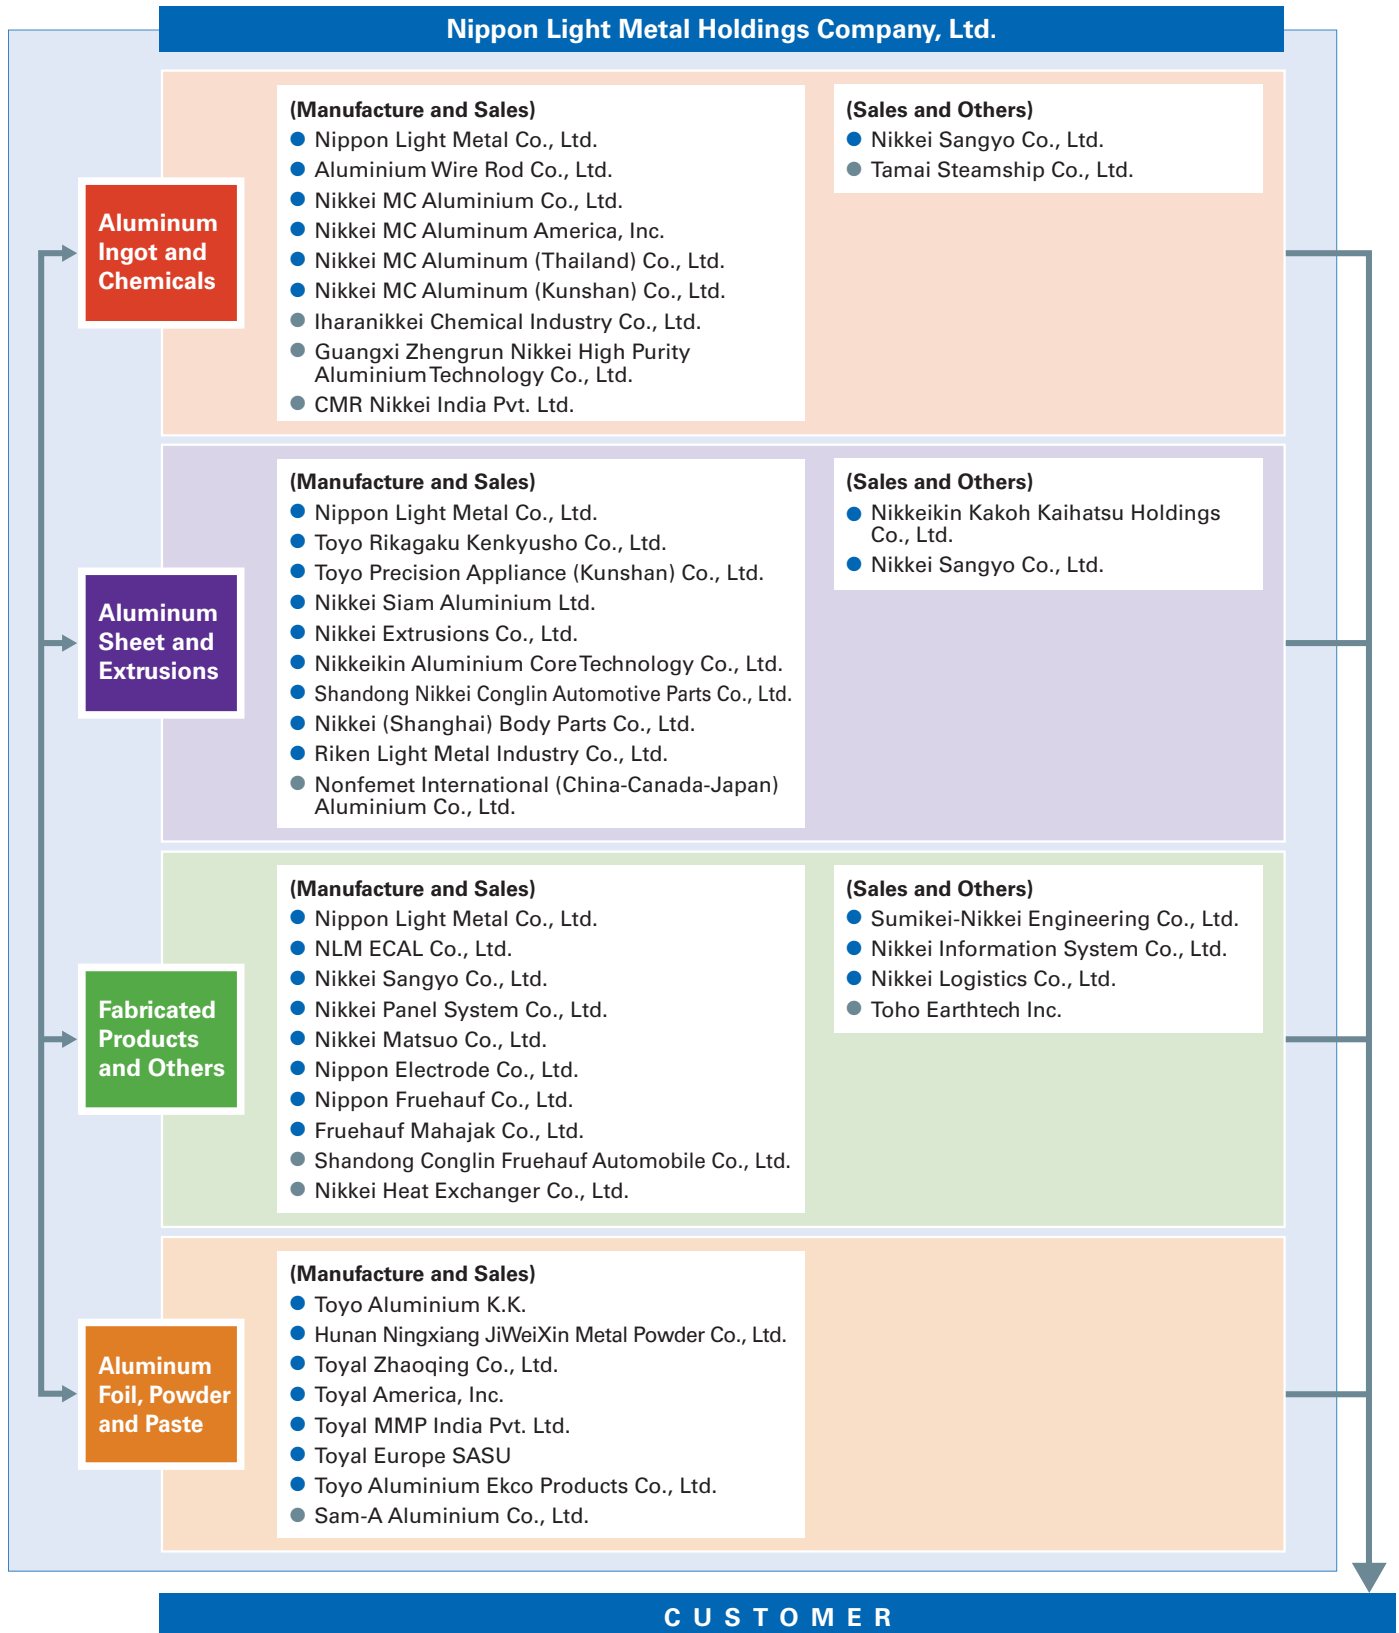 Nippon Light Metal Holdings Company, Ltd.
Aluminum
Ingot and
Chemicals
(Manufacture and Sales)
Nippon Light Metal Co., Ltd.
Aluminium Wire Rod Co., Ltd.
Nikkei MC Aluminium Co., Ltd.
Nikkei MC Aluminum America, Inc.
Nikkei MC Aluminum (Thailand) Co., Ltd.
Nikkei MC Aluminum (Kunshan) Co., Ltd.
Iharanikkei Chemical Industry Co., Ltd.
Guangxi Zhengrun Nikkei High Purity
Aluminium Technology Co., Ltd.
CMR Nikkei India Pvt. Ltd.
(Sales and Others)
Nikkei Sangyo Co., Ltd.
Tamai Steamship Co., Ltd.
Aluminum
Sheet and
Extrusions
(Manufacture and Sales)
Nippon Light Metal Co., Ltd.
Toyo Rikagaku Kenkyusho Co., Ltd.
Toyo Precision Appliance (Kunshan) Co., Ltd.
Nikkei Siam Aluminium Ltd.
Nikkei Extrusions Co., Ltd.
Nikkeikin Aluminium Core Technology Co., Ltd.
Shandong Nikkei Conglin Automotive Parts Co., Ltd.
Nikkei (Shanghai) Body Parts Co., Ltd.
Riken Light Metal Industry Co., Ltd.
Nonfemet International (China-Canada-Japan)
Aluminium Co., Ltd.
(Sales and Others)
Nikkeikin Kakoh Kaihatsu Holdings
Co., Ltd.
Nikkei Sangyo Co., Ltd.
Fabricated
Products
and Others
(Manufacture and Sales)
Nippon Light Metal Co., Ltd.
NLM ECAL Co., Ltd.
Nikkei Sangyo Co., Ltd.
Nikkei Panel System Co., Ltd.
Nikkei Matsuo Co., Ltd.
Nippon Electrode Co., Ltd.
Nippon Fruehauf Co., Ltd.
Fruehauf Mahajak Co., Ltd.
Shandong Conglin Fruehauf Automobile Co., Ltd.
Nikkei Heat Exchanger Co., Ltd.
(Sales and Others)
Sumikei-Nikkei Engineering Co., Ltd.
Nikkei Information System Co., Ltd.
Nikkei Logistics Co., Ltd.
Toho Earthtech Inc.
Aluminum
Foil, Powder
and Paste
(Manufacture and Sales)
Toyo Aluminium K.K.
Hunan Ningxiang JiWeiXin Metal Powder Co., Ltd.
Toyal Zhaoqing Co., Ltd.
Toyal America, Inc.
Toyal MMP India Pvt. Ltd.
Toyal Europe SASU
Toyo Aluminium Ekco Products Co., Ltd.
Sam-A Aluminium Co., Ltd.
CUSTOMER